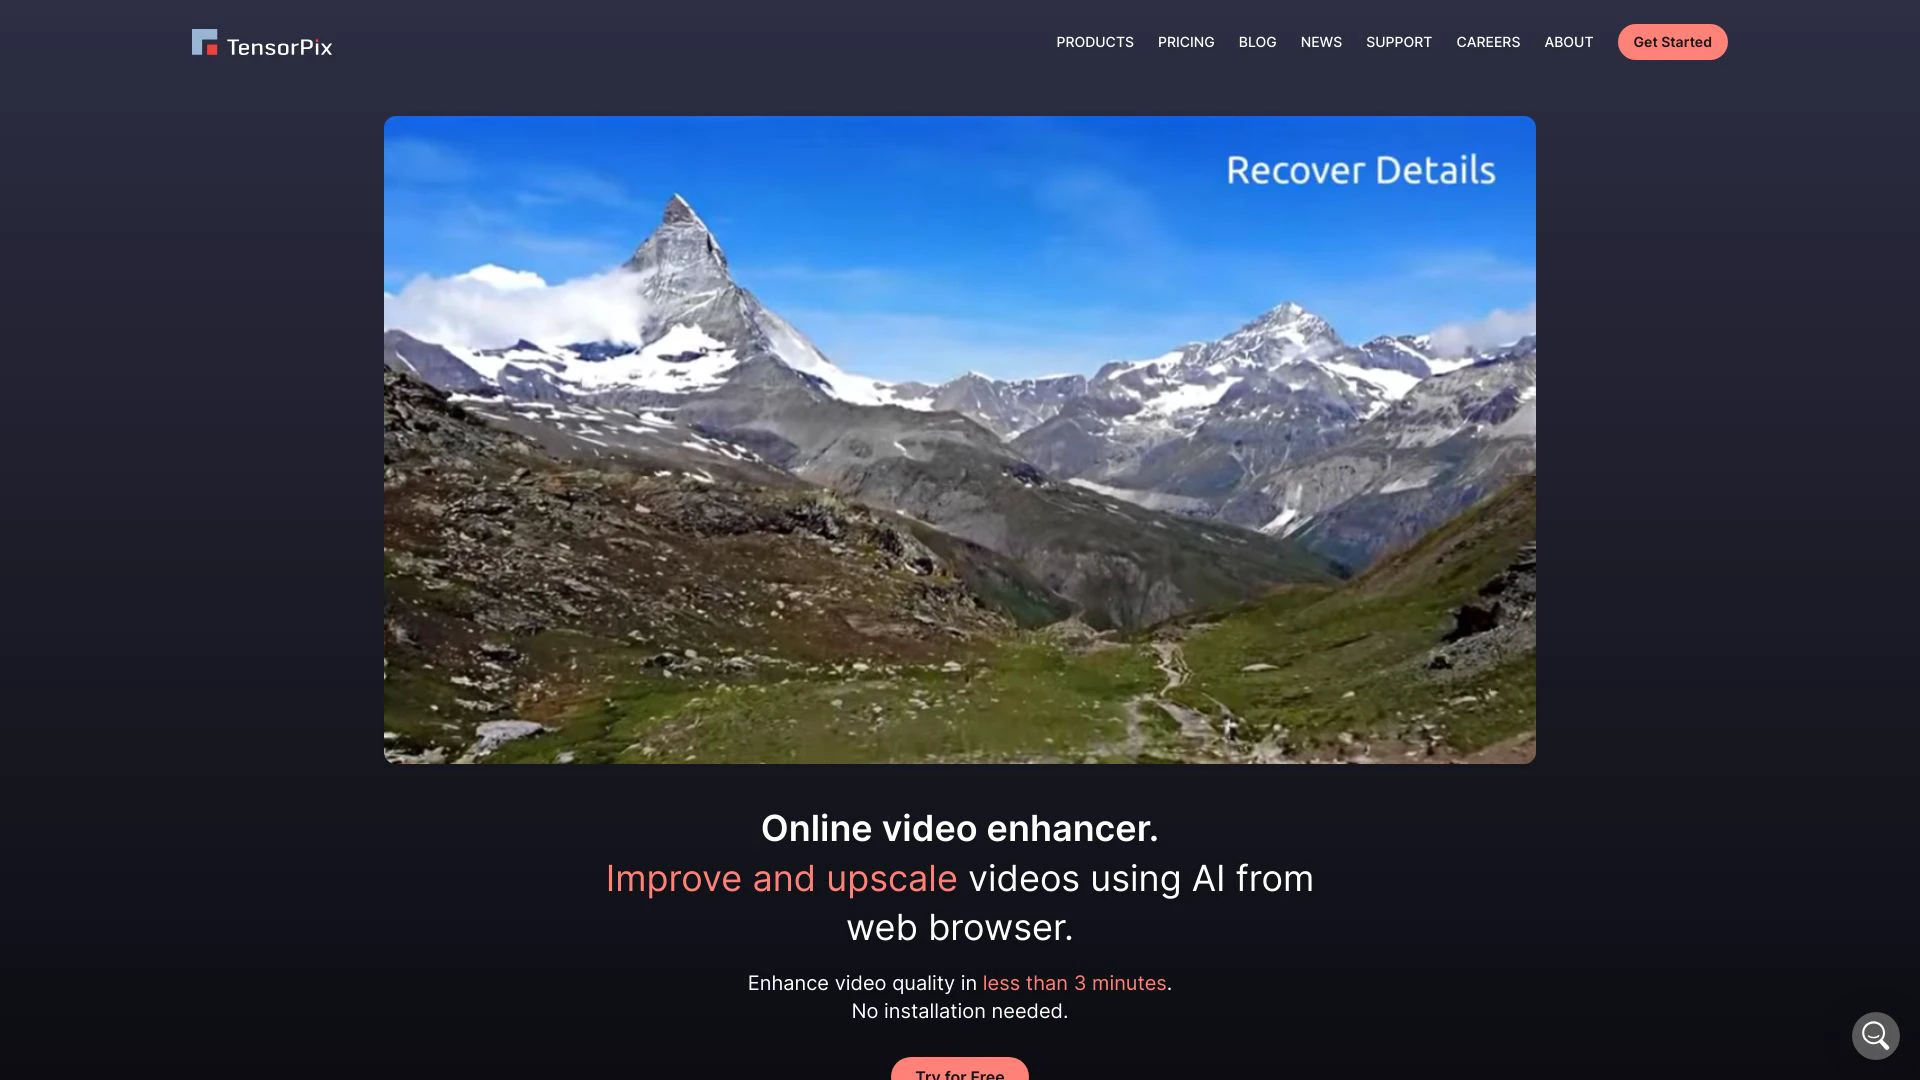 TensorPix
PRODUCTS PRICING BLOG NEWS SUPPORT CAREERS ABOUT Get Started
Recover Details
Online video enhancer.
Improve and upscale videos using AI from
web browser.
Enhance video quality in less than 3 minutes.
No installation needed.
Try for Free